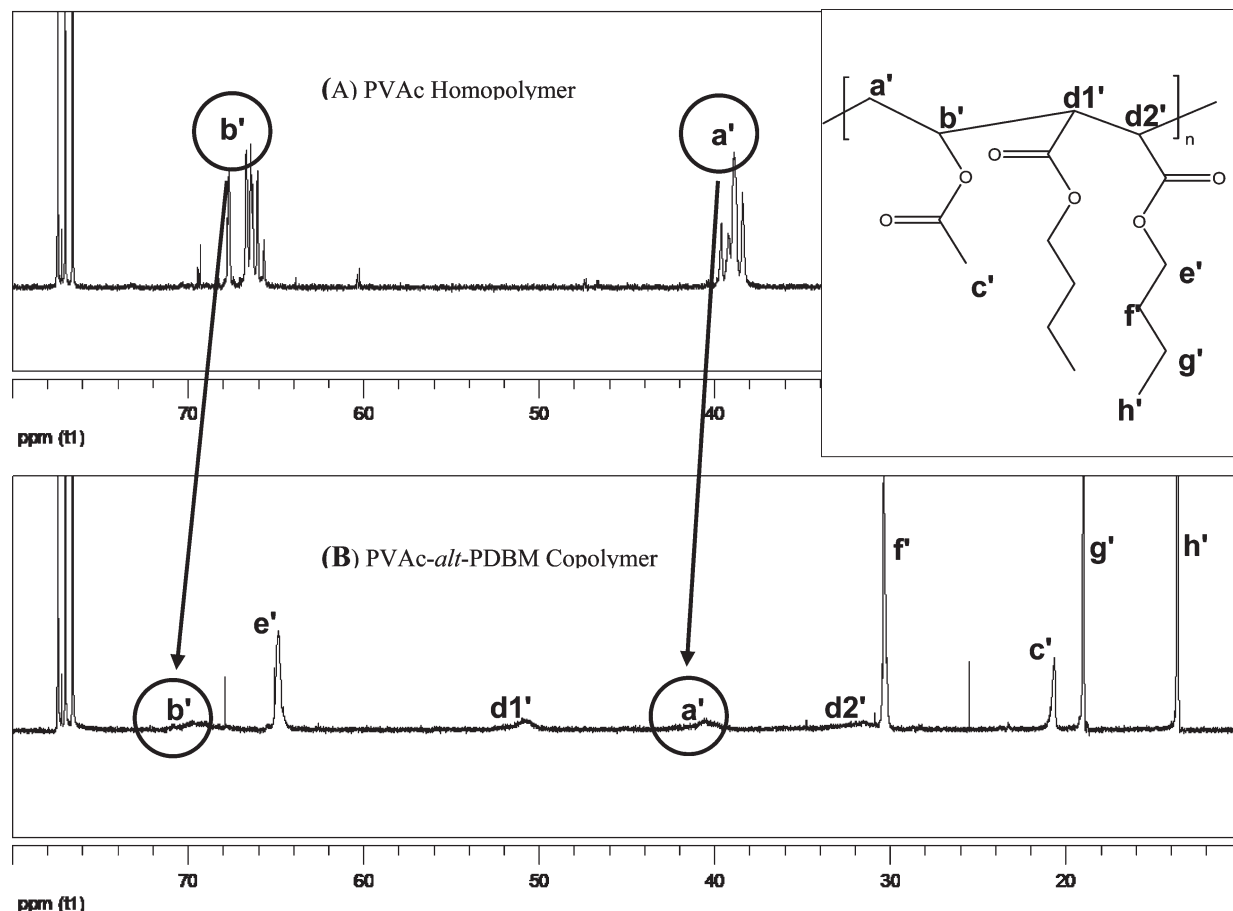 (A) PVAc Homopolymer
b'
a'
70
60
50
40
ppm (t1)
a'
b'
d1'
d2'
n
O
O
O
O
O
O
c'
e'
f'
g'
h'
(B) PVAc-alt-PDBM Copolymer
b'
e'
d1'
a'
d2'
f'
c'
g'
h'
70
60
50
40
30
20
ppm (t1)